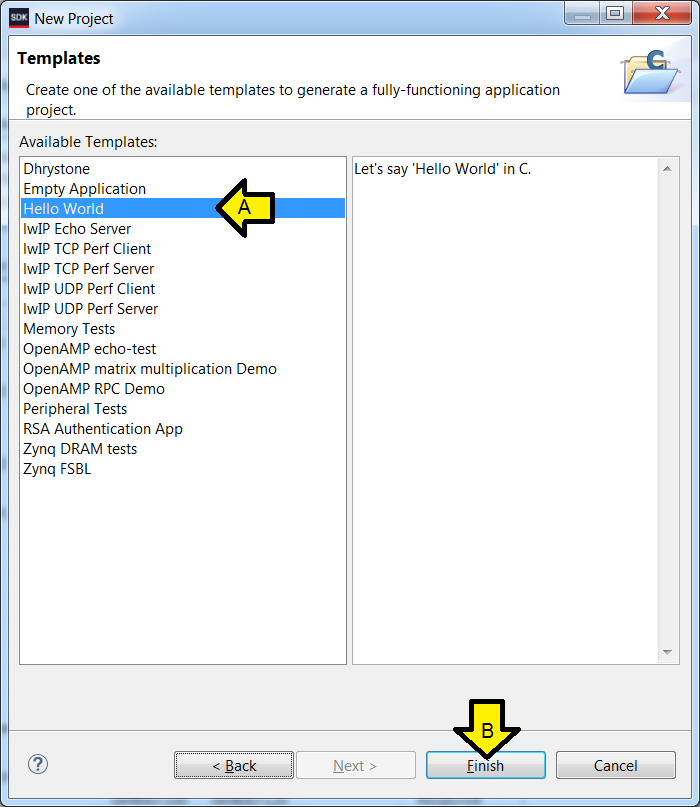 SDK New Project
Templates
Create one of the available templates to generate a fully-functioning application
project.
C
Available Templates:
Dhrystone
Empty Application
Hello World
A
lwIP Echo Server
lwIP TCP Perf Client
lwIP TCP Perf Server
lwIP UDP Perf Client
lwIP UDP Perf Server
Memory Tests
OpenAMP echo-test
OpenAMP matrix multiplication Demo
OpenAMP RPC Demo
Peripheral Tests
RSA Authentication App
Zynq DRAM tests
Zynq FSBL
Let's say 'Hello World' in C.
B
?
< Back
Next >
Finish
Cancel